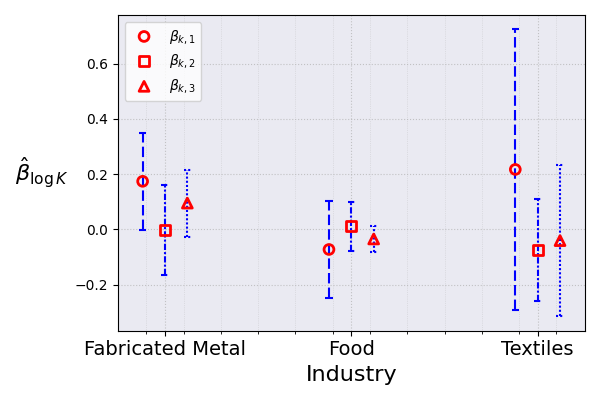 β_{k,1}
β_{k,2}
β_{k,3}
0.6
0.4
0.2
0.0
−0.2
β̂_{log K}
Fabricated Metal Food Textiles
Industry